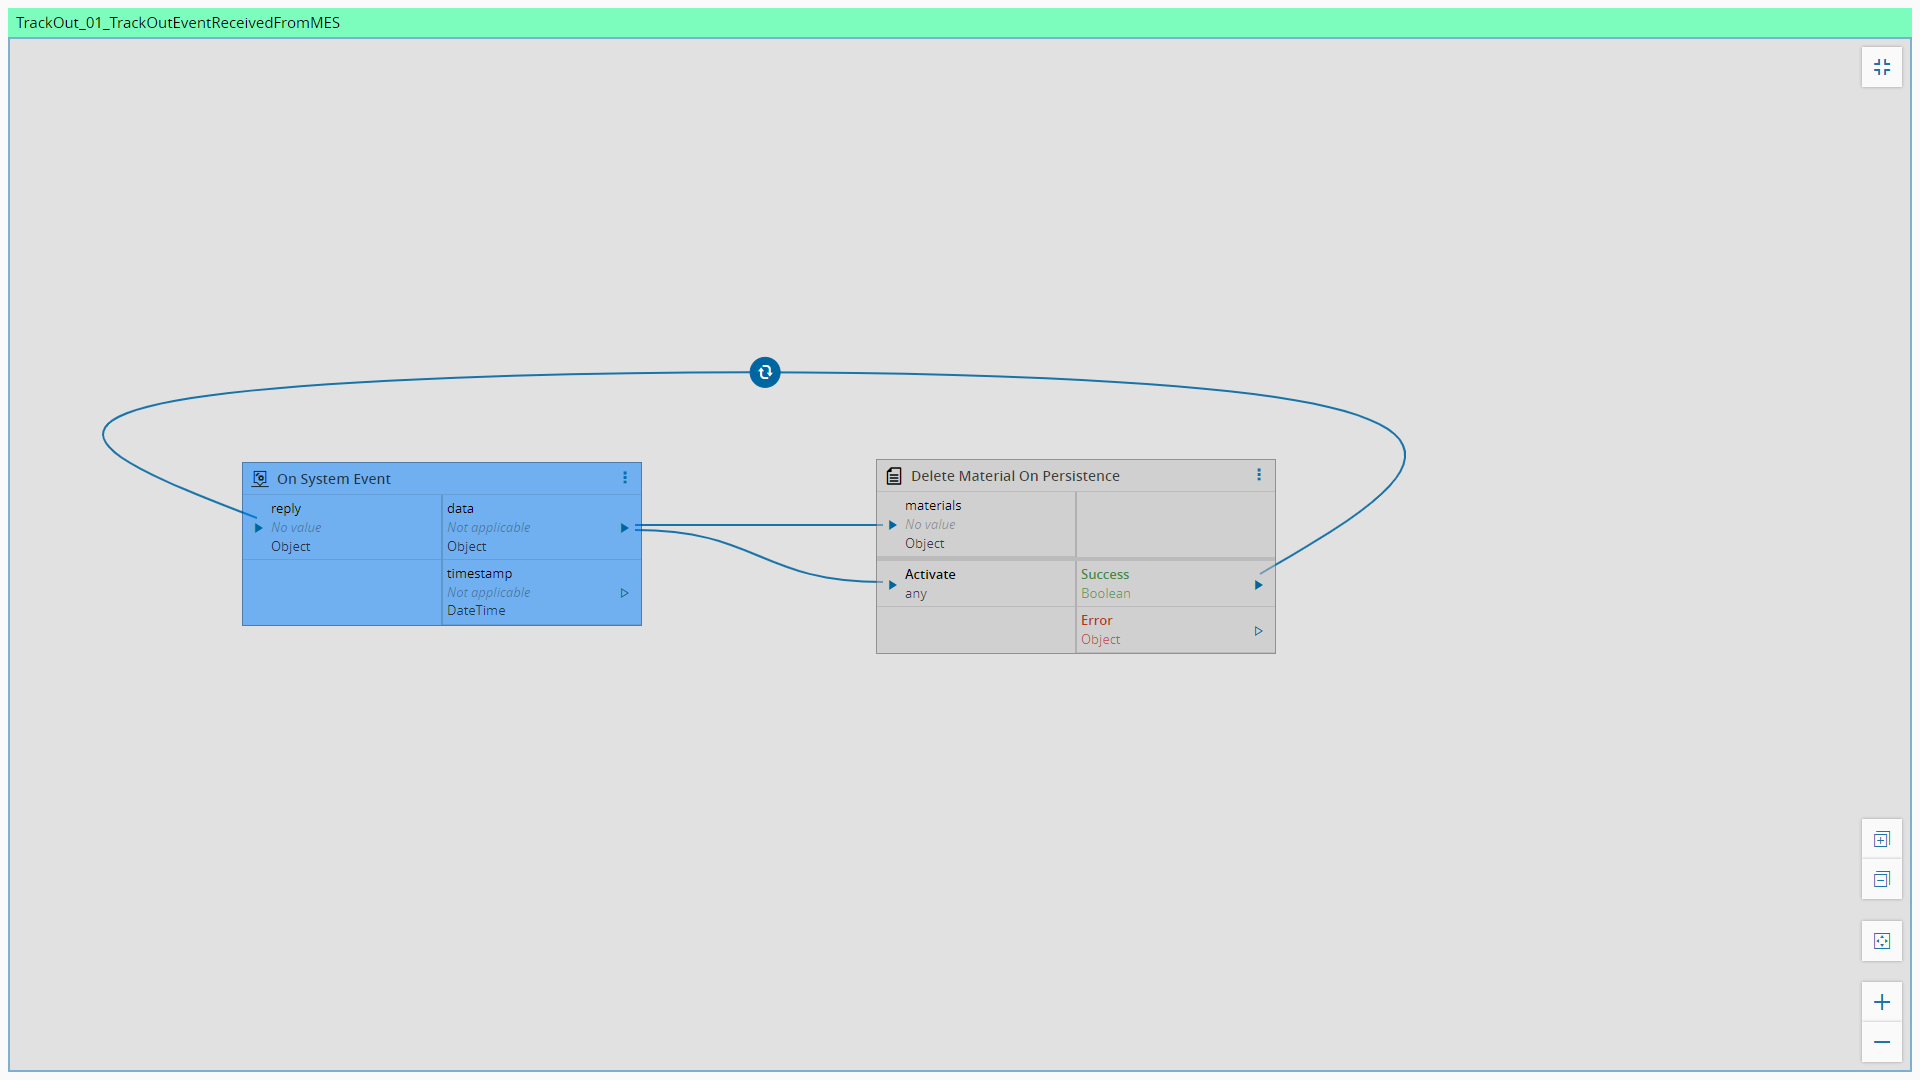 TrackOut_01_TrackOutEventReceivedFromMES
On System Event
reply
No value
Object
data
Not applicable
Object
timestamp
Not applicable
DateTime
Delete Material On Persistence
materials
No value
Object
Activate
any
Success
Boolean
Error
Object